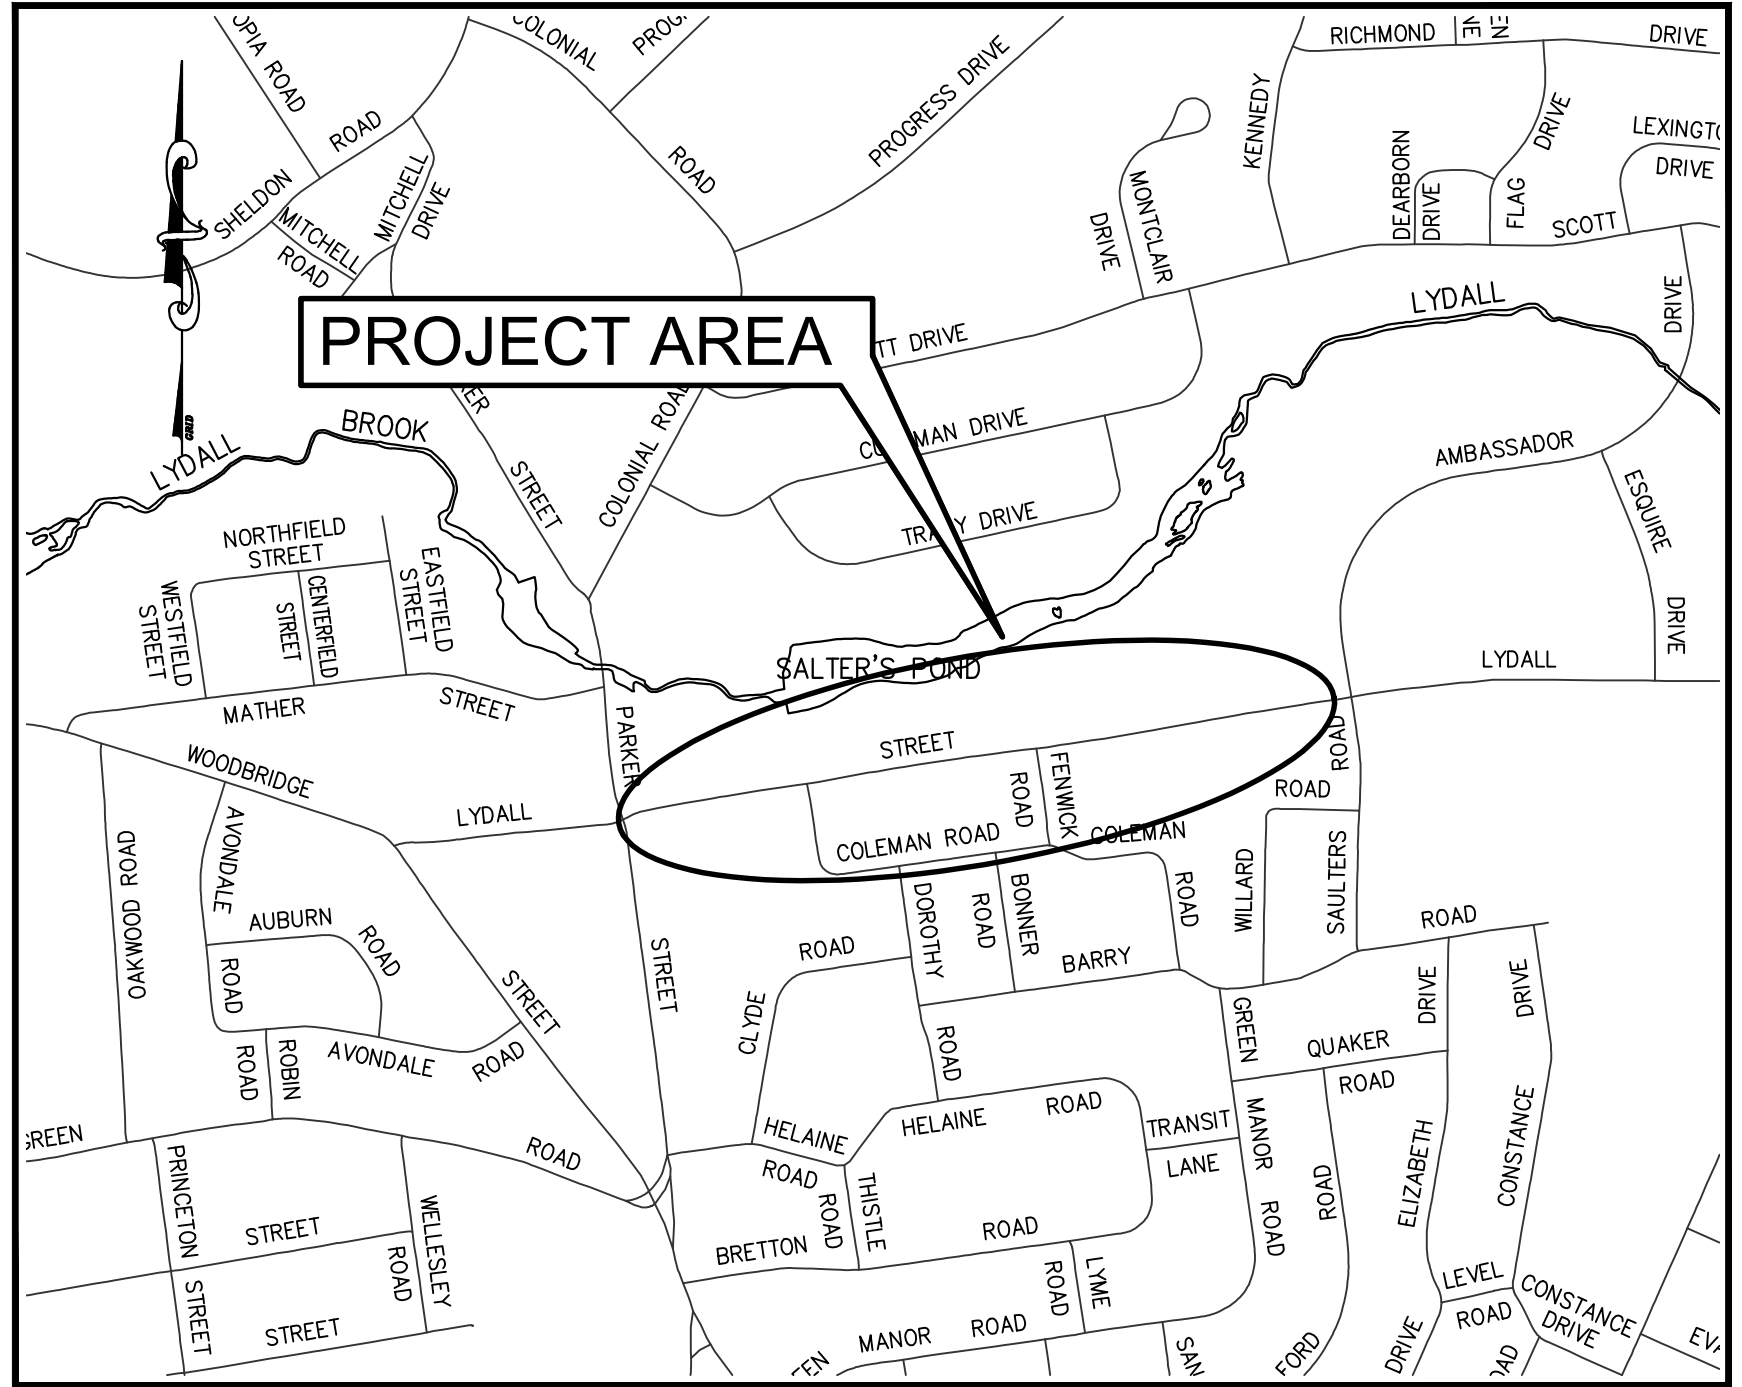 COLONIAL
RICHMOND
DRIVE
ROAD
PROGRESS DRIVE
KENNEDY
DRIVE
ROAD
ROAD
DRIVE
DEARBORN
DRIVE
FLAG
SCOTT
MITCHELL
DRIVE
SHELDON
MITCHELL
ROAD
MONTCLAIR
DRIVE
LYDALL
DRIVE
PROJECT AREA
DRIVE
GRID
LYDALL
BROOK
STREET
COLONIAL ROAD
DRIVE
DRIVE
AMBASSADOR
ESQUIRE
DRIVE
NORTHFIELD
STREET
WESTFIELD
STREET
CENTERFIELD
STREET
EASTFIELD
STREET
SALTER'S POND
LYDALL
MATHER
STREET
PARKER
STREET
ROAD
WOODBRIDGE
LYDALL
FENWICK
ROAD
COLEMAN ROAD
COLEMAN
ROAD
ROAD
WILLARD
SAULTERS
OAKWOOD ROAD
AVONDALE
AUBURN
ROAD
ROAD
STREET
STREET
ROAD
DOROTHY
ROAD
BONNER
BARRY
ROAD
DRIVE
DRIVE
CLYDE
ROAD
GREEN
QUAKER
ROAD
ROAD
ROBIN
AVONDALE
ROAD
ROAD
HELAINE
HELAINE
ROAD
TRANSIT
LANE
MANOR
ROAD
ROAD
ELIZABETH
CONSTANCE
GREEN
PRINCETON
STREET
STREET
WELLESLEY
ROAD
ROAD
THISTLE
ROAD
BRETTON
ROAD
LYME
ROAD
LEVEL
ROAD
CONSTANCE
DRIVE
STREET
MANOR
ROAD
FORD
DRIVE